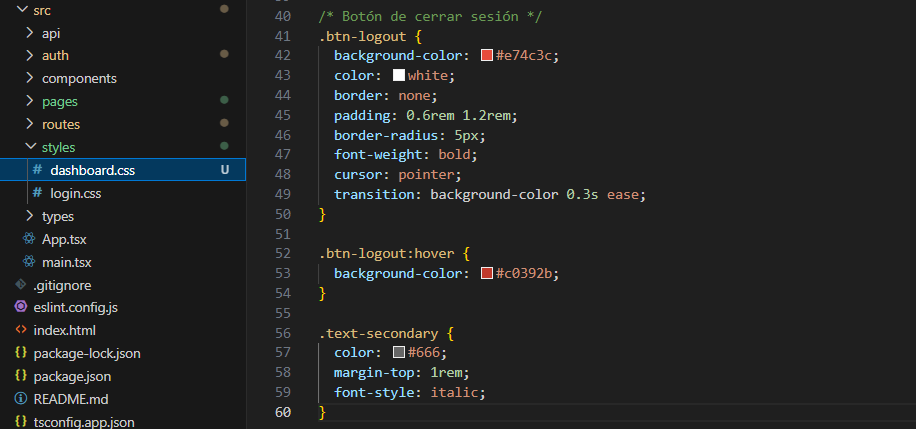 src
api
auth
components
pages
routes
styles
# dashboard.css U
# login.css
types
App.tsx
main.tsx
.gitignore
eslint.config.js
<> index.html
{} package-lock.json
{} package.json
README.md
{} tsconfig.app.json
40 /* Botón de cerrar sesión */
41 .btn-logout {
42 background-color: #e74c3c;
43 color: white;
44 border: none;
45 padding: 0.6rem 1.2rem;
46 border-radius: 5px;
47 font-weight: bold;
48 cursor: pointer;
49 transition: background-color 0.3s ease;
50 }
51
52 .btn-logout:hover {
53 background-color: #c0392b;
54 }
55
56 .text-secondary {
57 color: #666;
58 margin-top: 1rem;
59 font-style: italic;
60 }